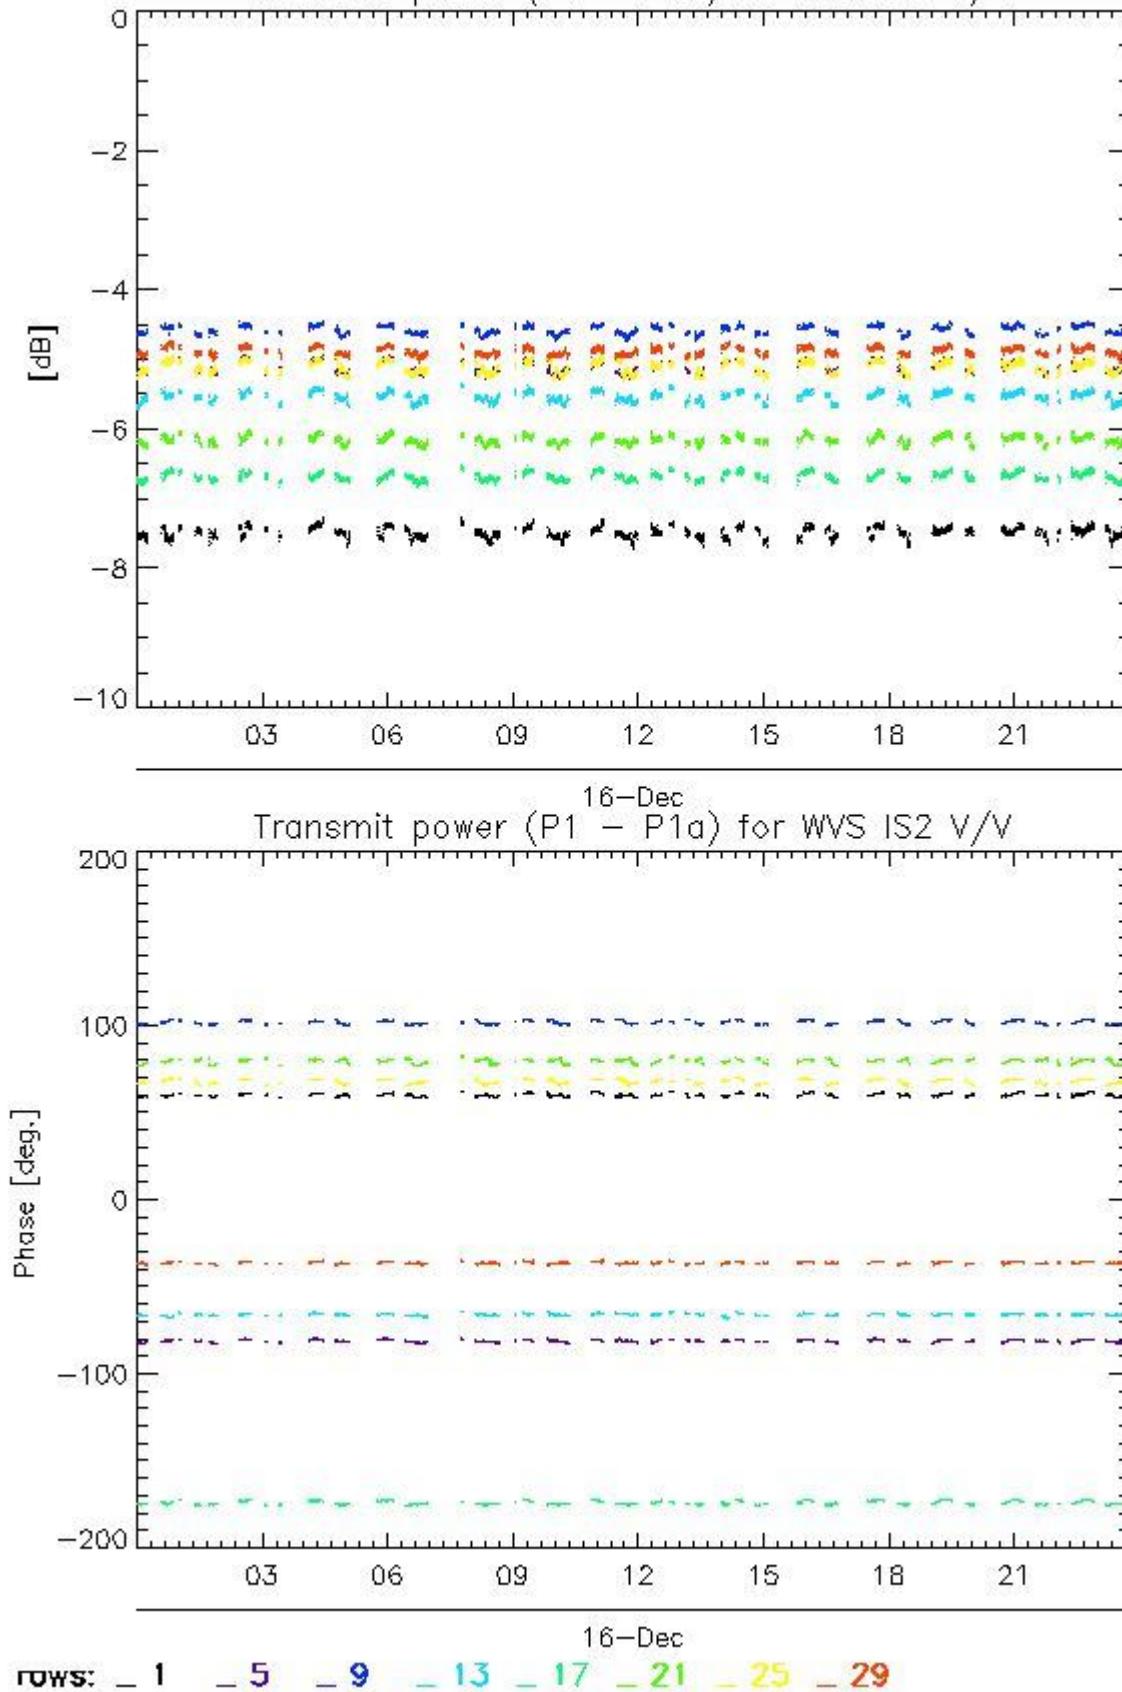 0
-2
-4
[dB]
-6
-8
-10
03 06 09 12 15 18 21
16-Dec
Transmit power (P1 - P1a) for WVS IS2 V/V
200
100
Phase [deg.]
0
-100
-200
03 06 09 12 15 18 21
16-Dec
rows: _ 1 _ 5 _ 9 _ 13 _ 17 _ 21 _ 25 _ 29